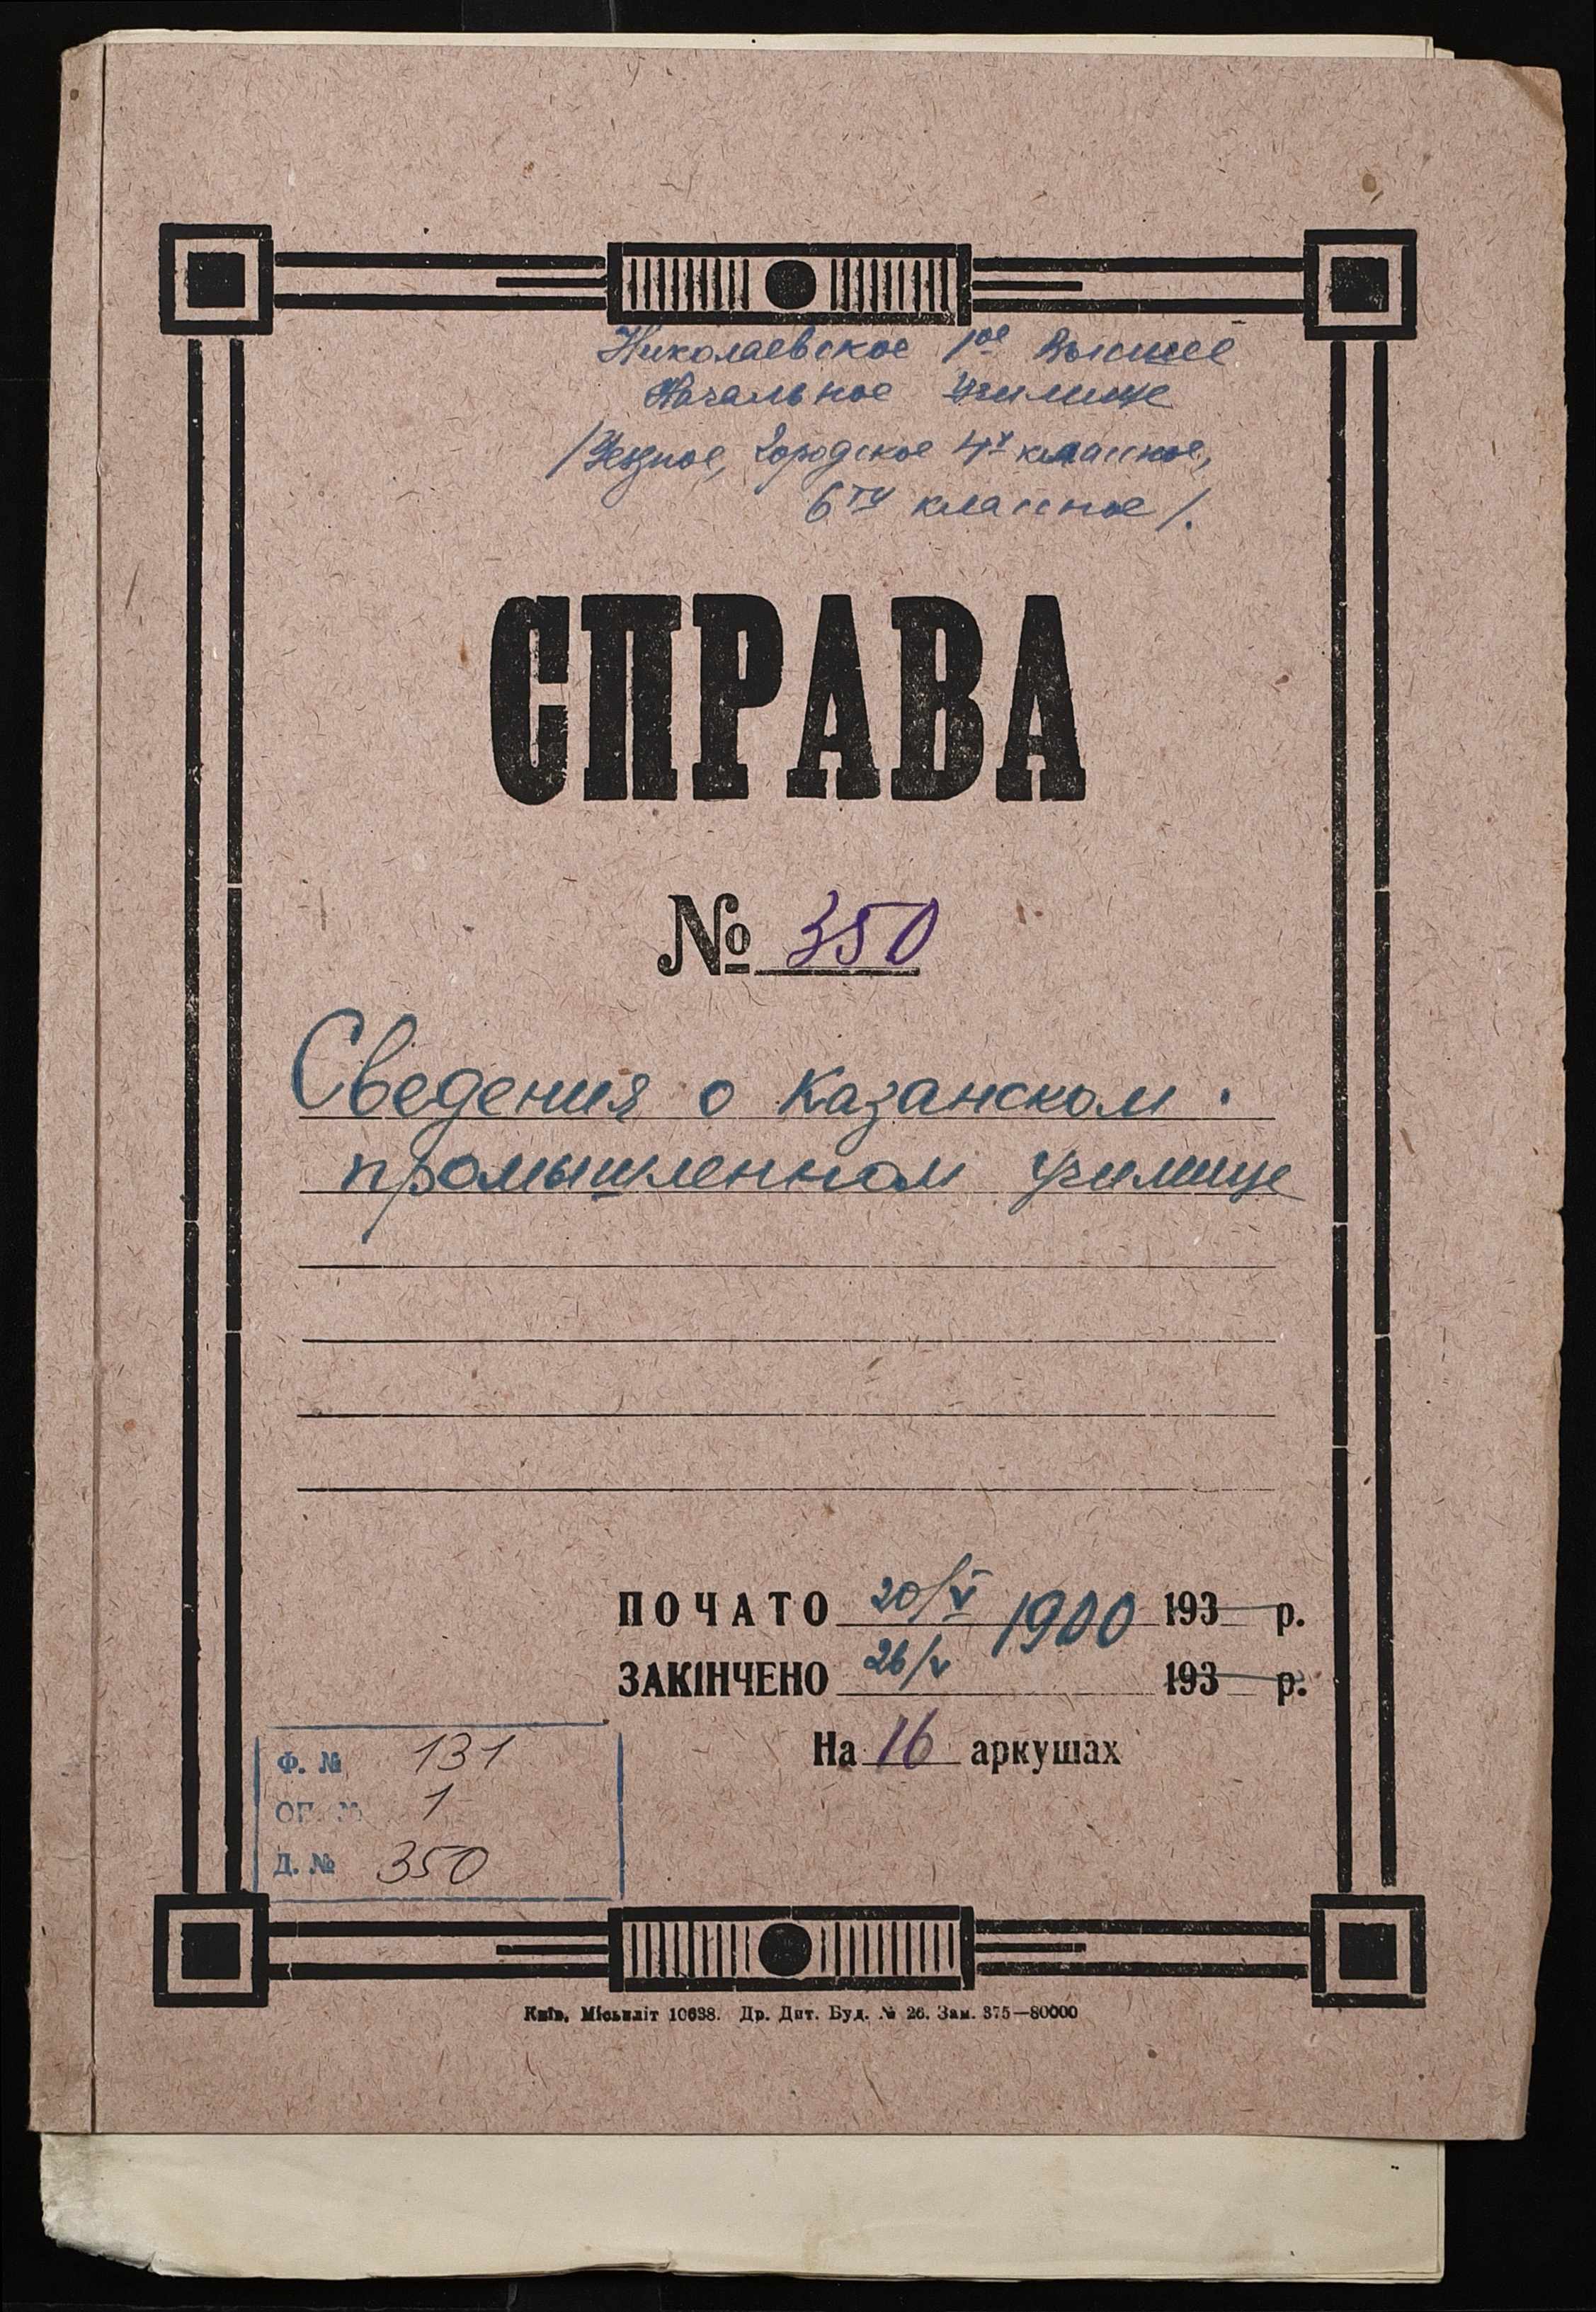 Николаевское 1ое Высшее
Начальное Училище
/Уездное, Городское 4х классное,
6ти классное/.
СПРАВА
№ 350
Сведения о Казанском
промышленном училище
ПОЧАТО 20/V 1900 193 р.
ЗАКІНЧЕНО 26/V 193 р.
На 16 аркушах
Ф. № 131
ОП. № 1
Д. № 350
Київ, Міськліт 10638. Др. Дит. Буд. № 26. Зам. 375—80000